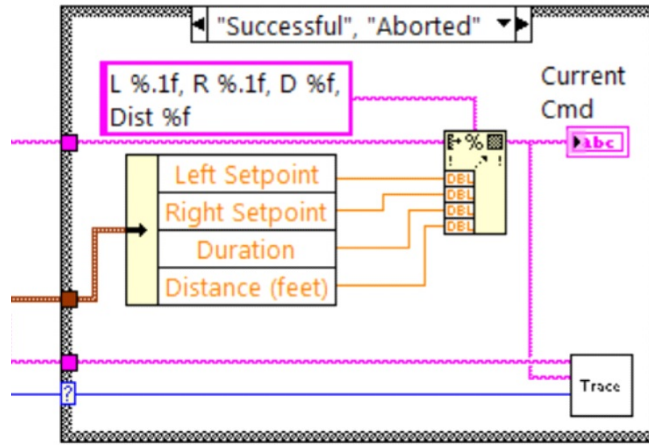 "Successful", "Aborted"
L %.1f, R %.1f, D %f,
Dist %f
Current
Cmd
abc
%
! !
Left Setpoint
Right Setpoint
Duration
Distance (feet)
DBL
DBL
DBL
DBL
?
Trace